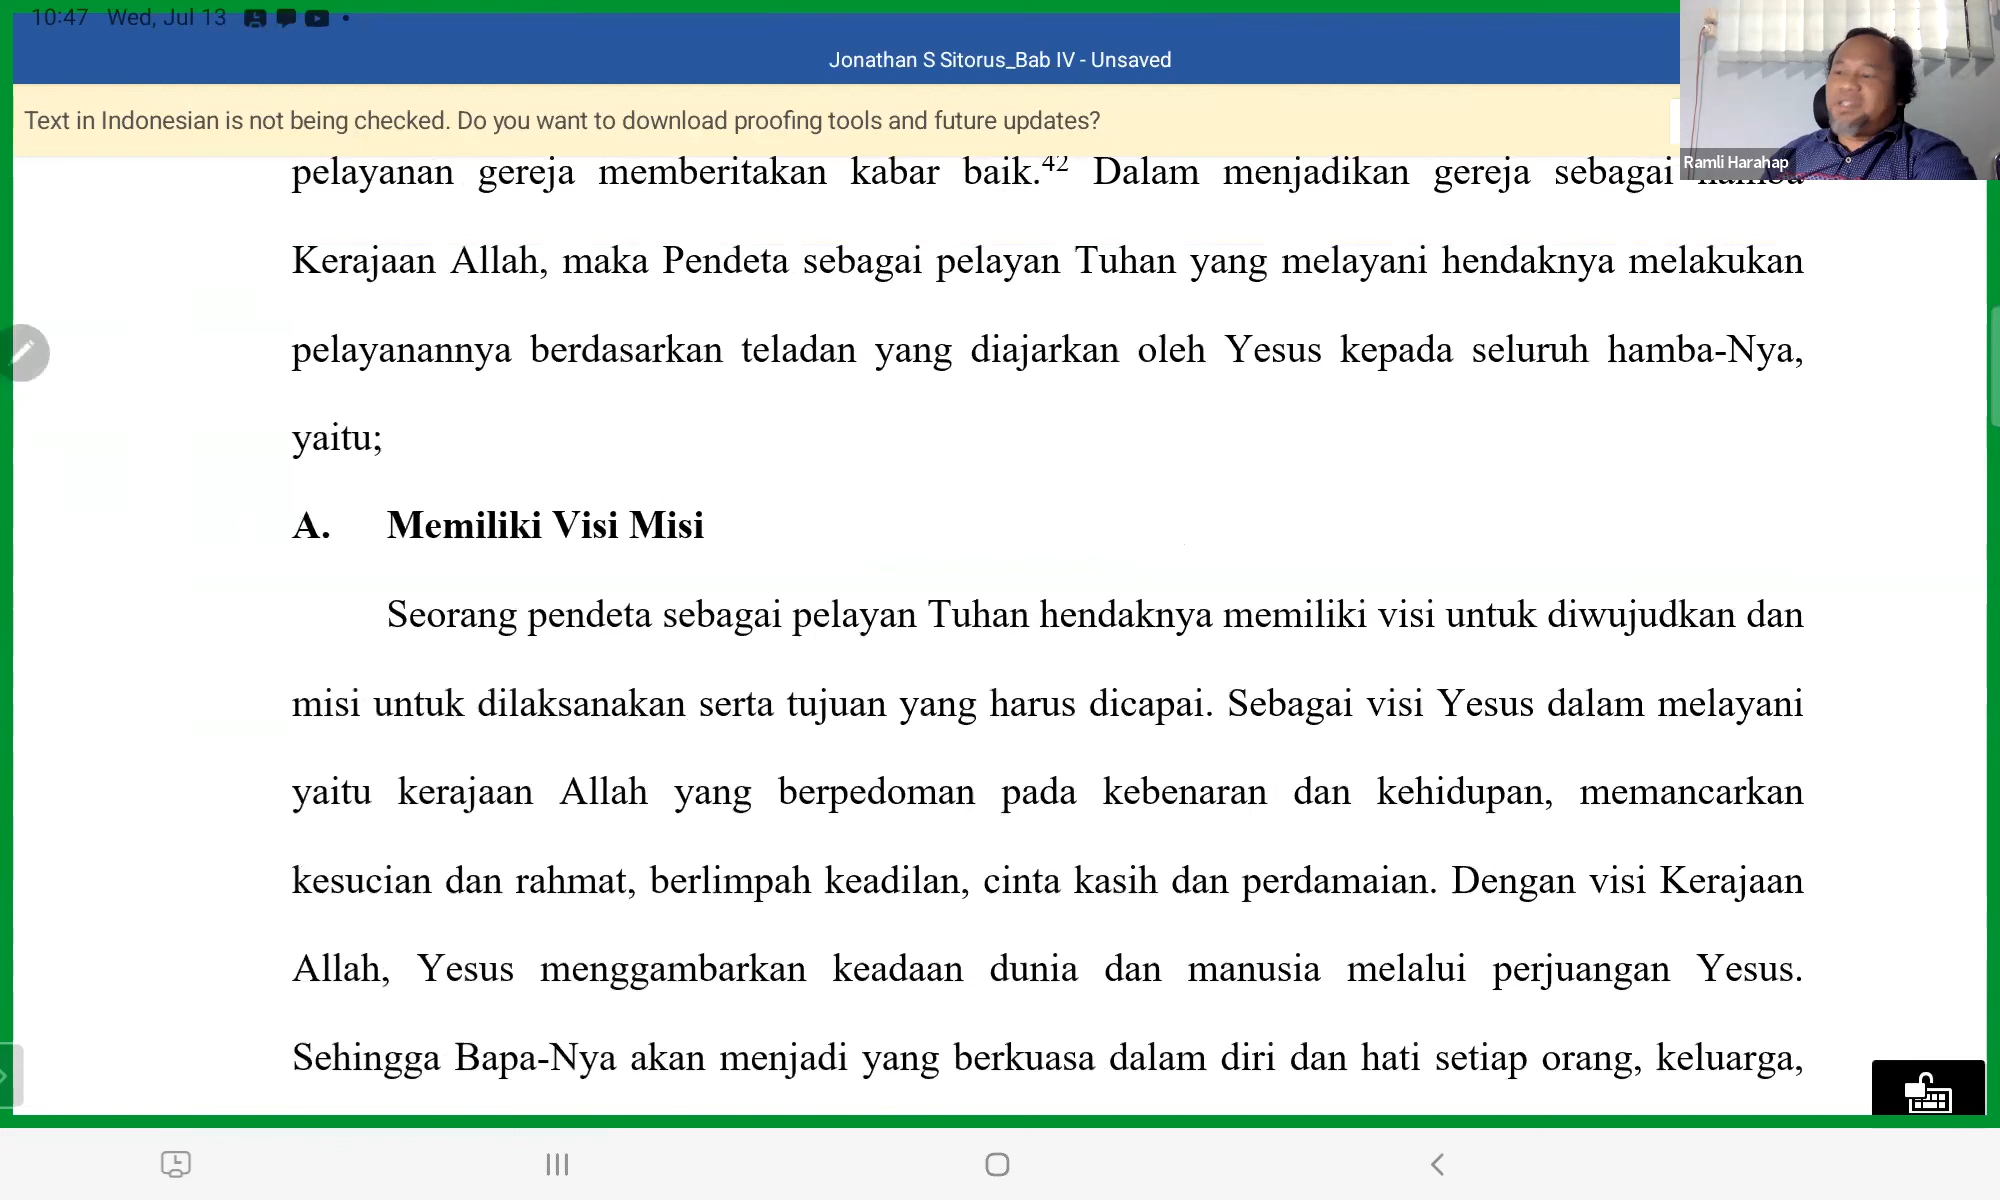 10:47 Wed, Jul 13
Jonathan S Sitorus_Bab IV - Unsaved
Text in Indonesian is not being checked. Do you want to download proofing tools and future updates?
Ramli Harahap
pelayanan gereja memberitakan kabar baik.42 Dalam menjadikan gereja sebagai hamba
Kerajaan Allah, maka Pendeta sebagai pelayan Tuhan yang melayani hendaknya melakukan
pelayanannya berdasarkan teladan yang diajarkan oleh Yesus kepada seluruh hamba-Nya,
yaitu;
A. Memiliki Visi Misi
Seorang pendeta sebagai pelayan Tuhan hendaknya memiliki visi untuk diwujudkan dan
misi untuk dilaksanakan serta tujuan yang harus dicapai. Sebagai visi Yesus dalam melayani
yaitu kerajaan Allah yang berpedoman pada kebenaran dan kehidupan, memancarkan
kesucian dan rahmat, berlimpah keadilan, cinta kasih dan perdamaian. Dengan visi Kerajaan
Allah, Yesus menggambarkan keadaan dunia dan manusia melalui perjuangan Yesus.
Sehingga Bapa-Nya akan menjadi yang berkuasa dalam diri dan hati setiap orang, keluarga,